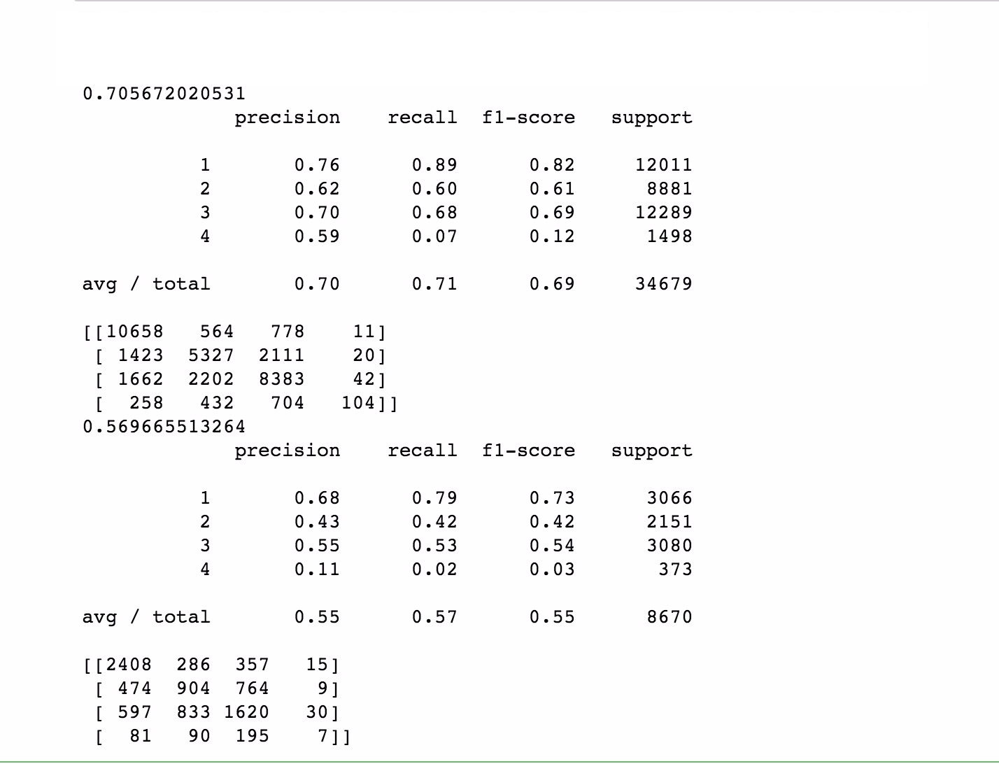 0.705672020531
precision recall f1-score support
1 0.76 0.89 0.82 12011
2 0.62 0.60 0.61 8881
3 0.70 0.68 0.69 12289
4 0.59 0.07 0.12 1498
avg / total 0.70 0.71 0.69 34679
[[10658 564 778 11]
[ 1423 5327 2111 20]
[ 1662 2202 8383 42]
[ 258 432 704 104]]
0.569665513264
precision recall f1-score support
1 0.68 0.79 0.73 3066
2 0.43 0.42 0.42 2151
3 0.55 0.53 0.54 3080
4 0.11 0.02 0.03 373
avg / total 0.55 0.57 0.55 8670
[[2408 286 357 15]
[ 474 904 764 9]
[ 597 833 1620 30]
[ 81 90 195 7]]